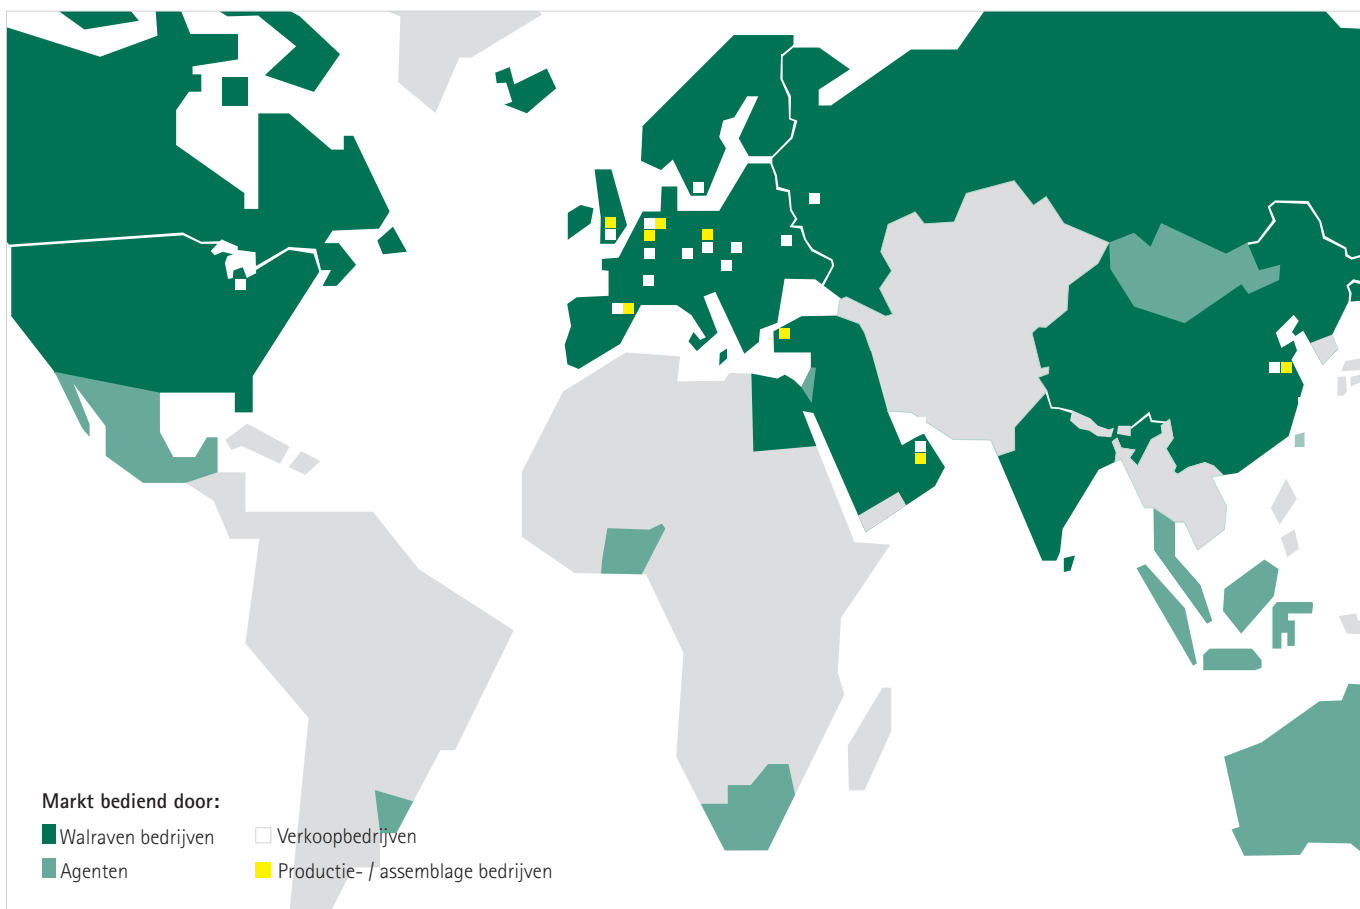 Markt bediend door:
Walraven bedrijven
Verkoopbedrijven
Agenten
Productie- / assemblage bedrijven